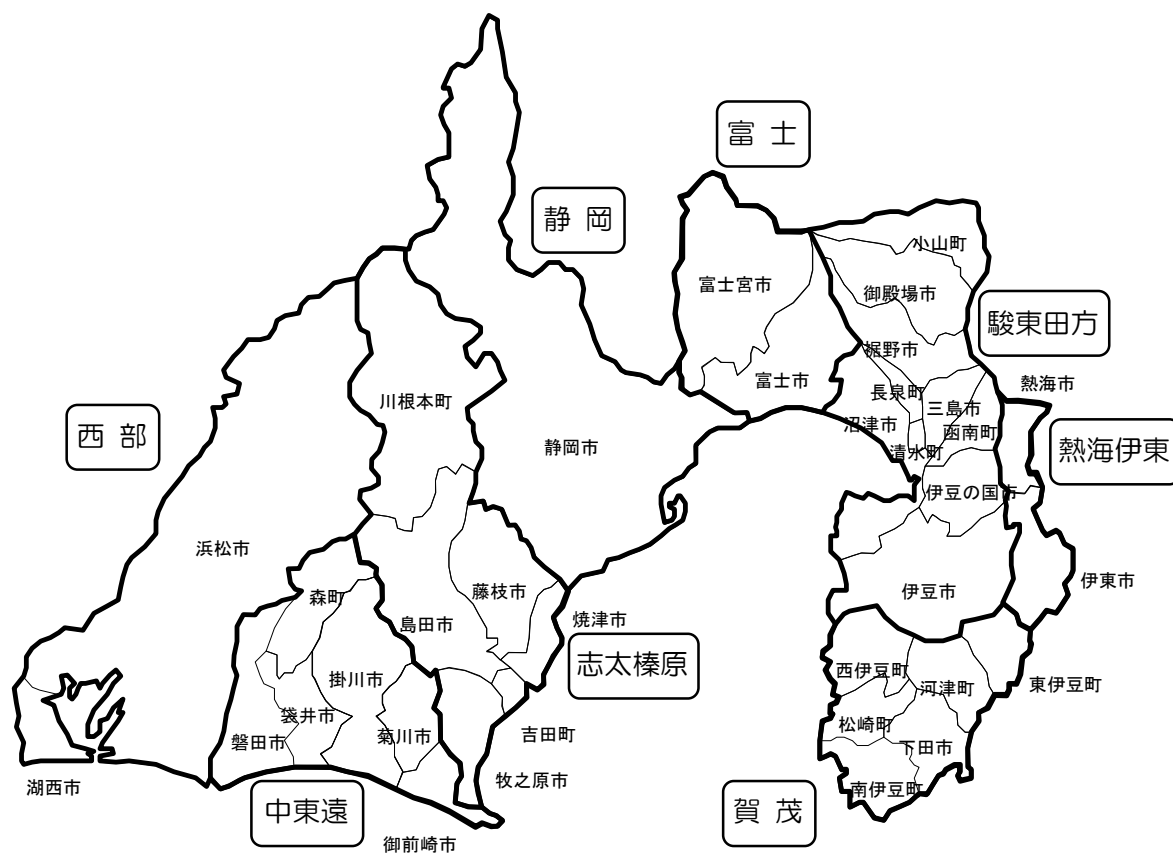 富 士
静 岡
小山町
富士宮市
御殿場市
駿東田方
裾野市
富士市
熱海市
長泉町
川根本町
三島市
西 部
沼津市
函南町
静岡市
清水町
熱海伊東
伊豆の国市
浜松市
伊東市
藤枝市
伊豆市
森町
焼津市
島田市
志太榛原
西伊豆町
掛川市
河津町
東伊豆町
袋井市
松崎町
吉田町
菊川市
磐田市
下田市
牧之原市
湖西市
南伊豆町
中東遠
賀 茂
御前崎市